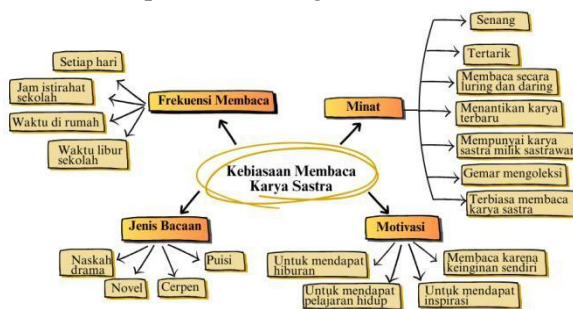 Setiap hari
Jam istirahat
sekolah
Waktu di rumah
Waktu libur
sekolah
Frekuensi Membaca
Minat
Senang
Tertarik
Membaca secara
luring dan daring
Menantikan karya
terbaru
Mempunyai karya
sastra milik sastrawan
Gemar mengoleksi
Terbiasa membaca
karya sastra
Kebiasaan Membaca
Karya Sastra
Jenis Bacaan
Naskah
drama
Novel
Cerpen
Puisi
Motivasi
Untuk mendapat
hiburan
Untuk mendapat
pelajaran hidup
Untuk mendapat
inspirasi
Membaca karena
keinginan sendiri